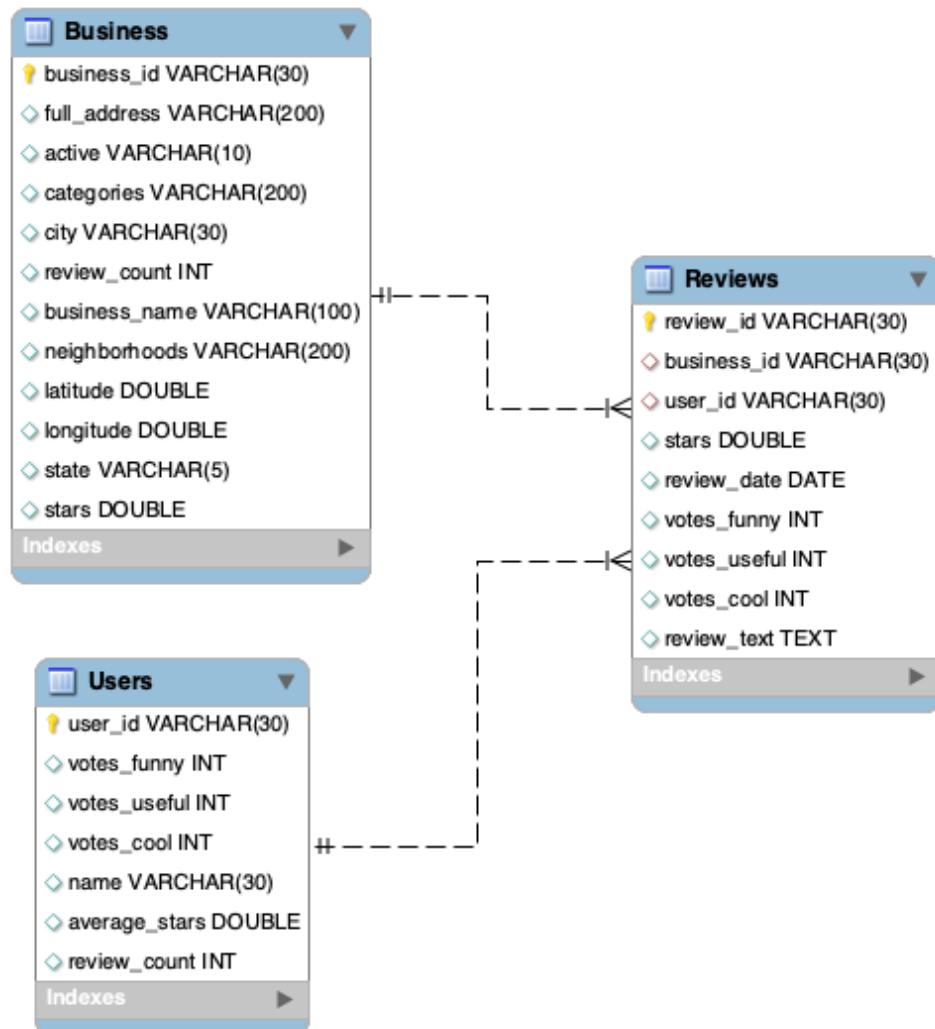 Business
business_id VARCHAR(30)
full_address VARCHAR(200)
active VARCHAR(10)
categories VARCHAR(200)
city VARCHAR(30)
review_count INT
business_name VARCHAR(100)
neighborhoods VARCHAR(200)
latitude DOUBLE
longitude DOUBLE
state VARCHAR(5)
stars DOUBLE
Indexes
Reviews
review_id VARCHAR(30)
business_id VARCHAR(30)
user_id VARCHAR(30)
stars DOUBLE
review_date DATE
votes_funny INT
votes_useful INT
votes_cool INT
review_text TEXT
Indexes
Users
user_id VARCHAR(30)
votes_funny INT
votes_useful INT
votes_cool INT
name VARCHAR(30)
average_stars DOUBLE
review_count INT
Indexes